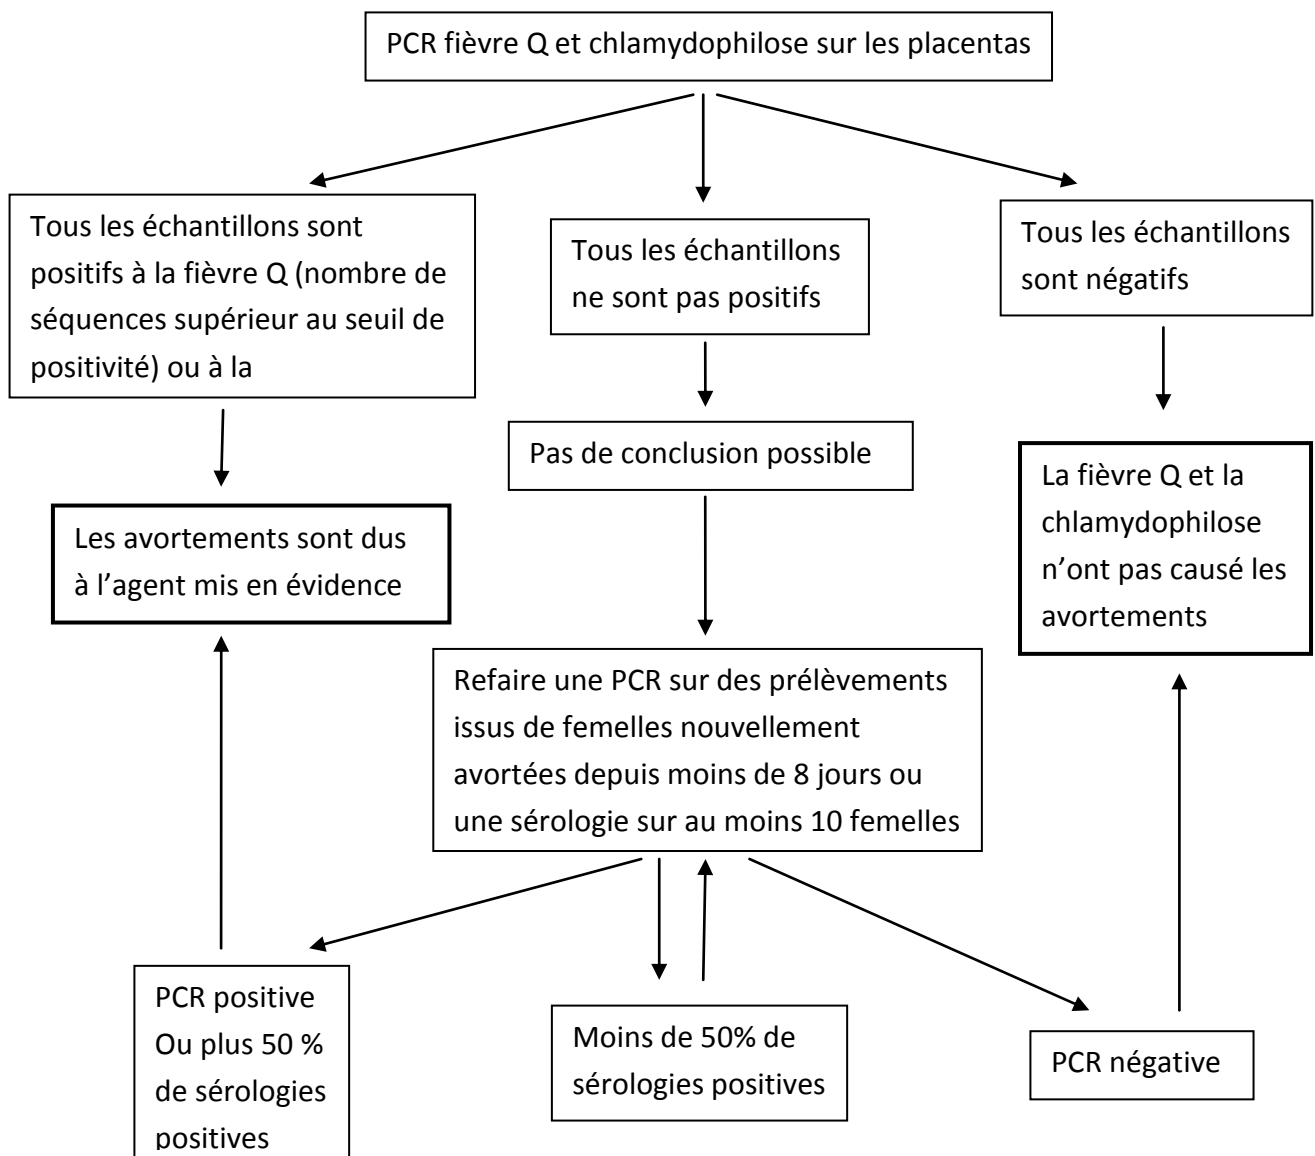 PCR fièvre Q et chlamydophilose sur les placentas
Tous les échantillons sont
positifs à la fièvre Q (nombre de
séquences supérieur au seuil de
positivité) ou à la
Tous les échantillons
ne sont pas positifs
Tous les échantillons
sont négatifs
Pas de conclusion possible
La fièvre Q et la
chlamydophilose
n’ont pas causé les
avortements
Les avortements sont dus
à l’agent mis en évidence
Refaire une PCR sur des prélèvements
issus de femelles nouvellement
avortées depuis moins de 8 jours ou
une sérologie sur au moins 10 femelles
PCR positive
Ou plus 50 %
de sérologies
positives
Moins de 50% de
sérologies positives
PCR négative